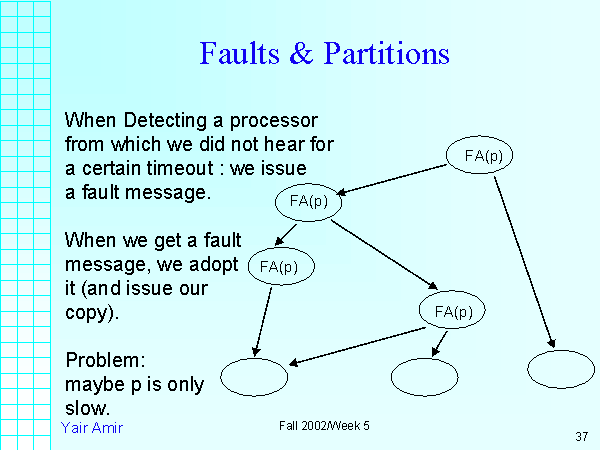 Faults & Partitions
When Detecting a processor
from which we did not hear for
a certain timeout : we issue
a fault message.
When we get a fault
message, we adopt
it (and issue our
copy).
Problem:
maybe p is only
slow.
FA(p)
FA(p)
FA(p)
FA(p)
Yair Amir
Fall 2002/Week 5
37